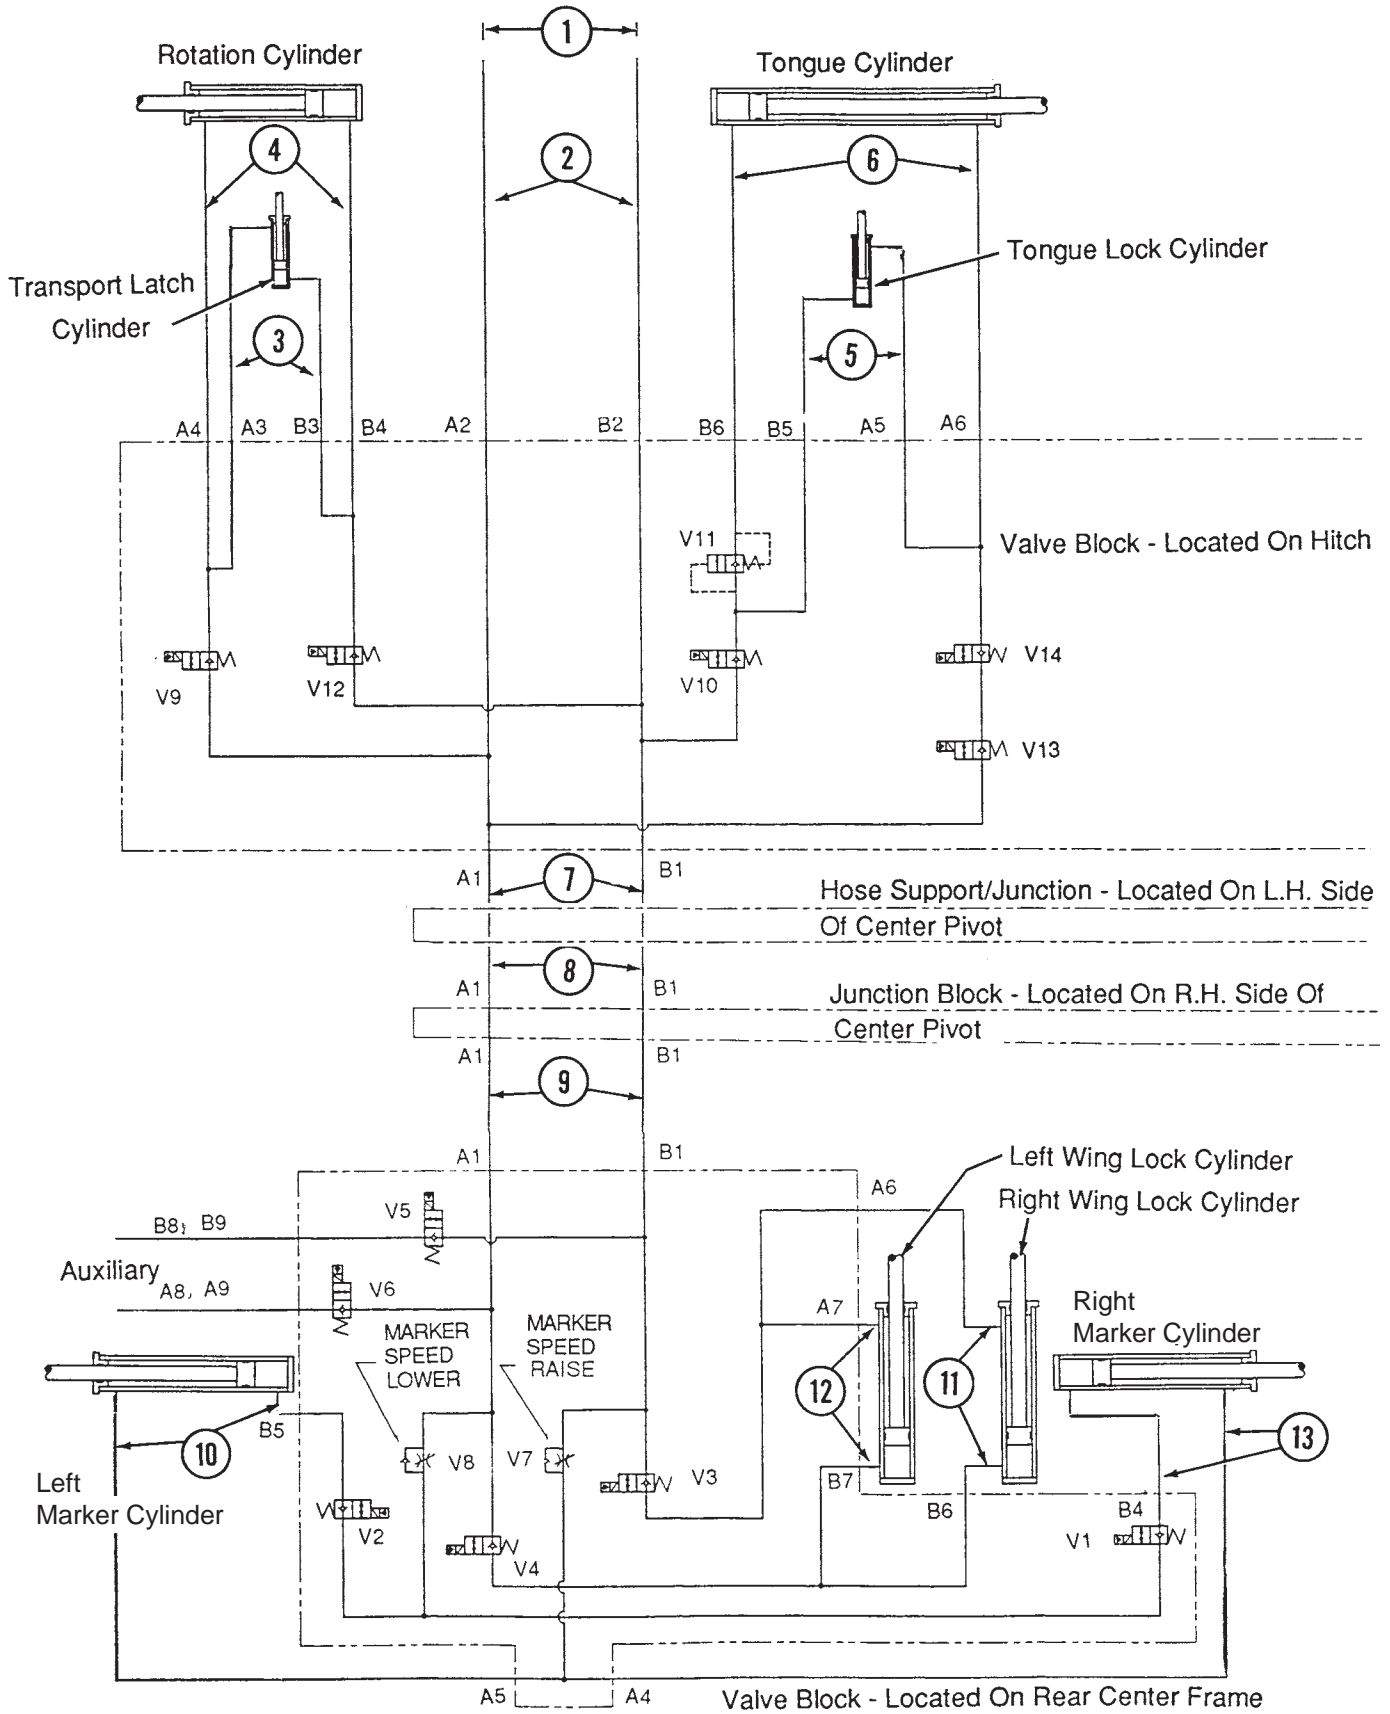 1
Rotation Cylinder
Tongue Cylinder
4
2
6
Transport Latch
Cylinder
Tongue Lock Cylinder
3
5
A4 A3 B3 B4 A2 B2 B6 B5 A5 A6
V11
Valve Block - Located On Hitch
V9
V12
V10
V14
V13
A1 7 B1
Hose Support/Junction - Located On L.H. Side
Of Center Pivot
8
A1 B1
Junction Block - Located On R.H. Side Of
Center Pivot
A1 B1
9
A1 B1
Left Wing Lock Cylinder
Right Wing Lock Cylinder
A6
B8, B9
V5
Auxiliary
A8, A9
V6
MARKER
SPEED
LOWER
MARKER
SPEED
RAISE
A7
Right
Marker Cylinder
12
11
B5
10
13
V8
V7
V3
Left
Marker Cylinder
V2
V4
B7
B6
B4
V1
A5 A4
Valve Block - Located On Rear Center Frame